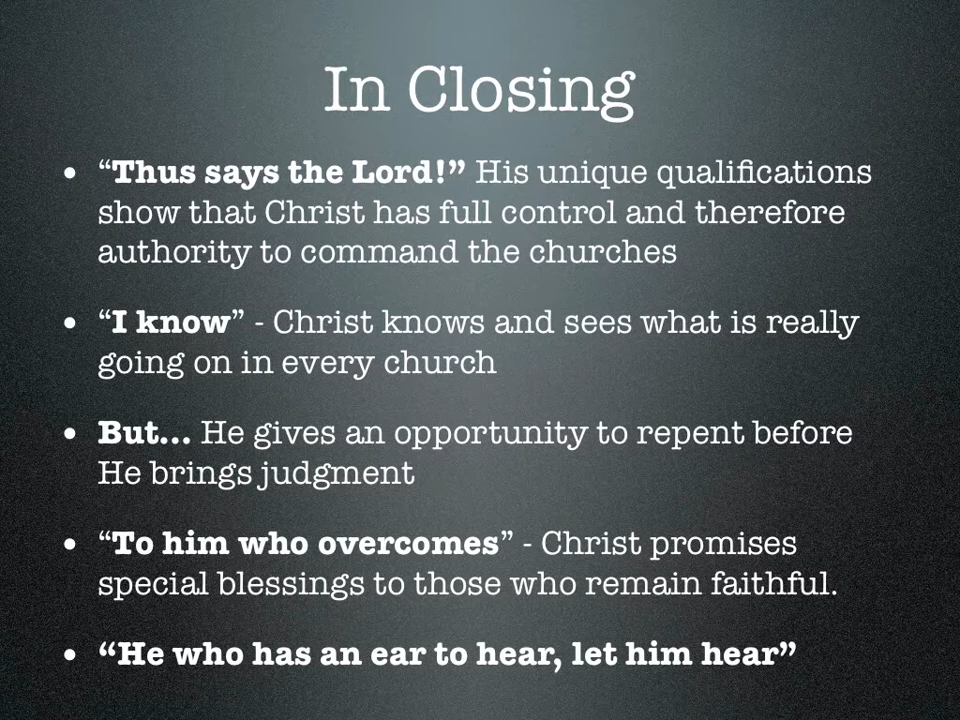 In Closing
• “Thus says the Lord!” His unique qualifications
show that Christ has full control and therefore
authority to command the churches
• “I know” - Christ knows and sees what is really
going on in every church
• But... He gives an opportunity to repent before
He brings judgment
• “To him who overcomes” - Christ promises
special blessings to those who remain faithful.
• “He who has an ear to hear, let him hear”